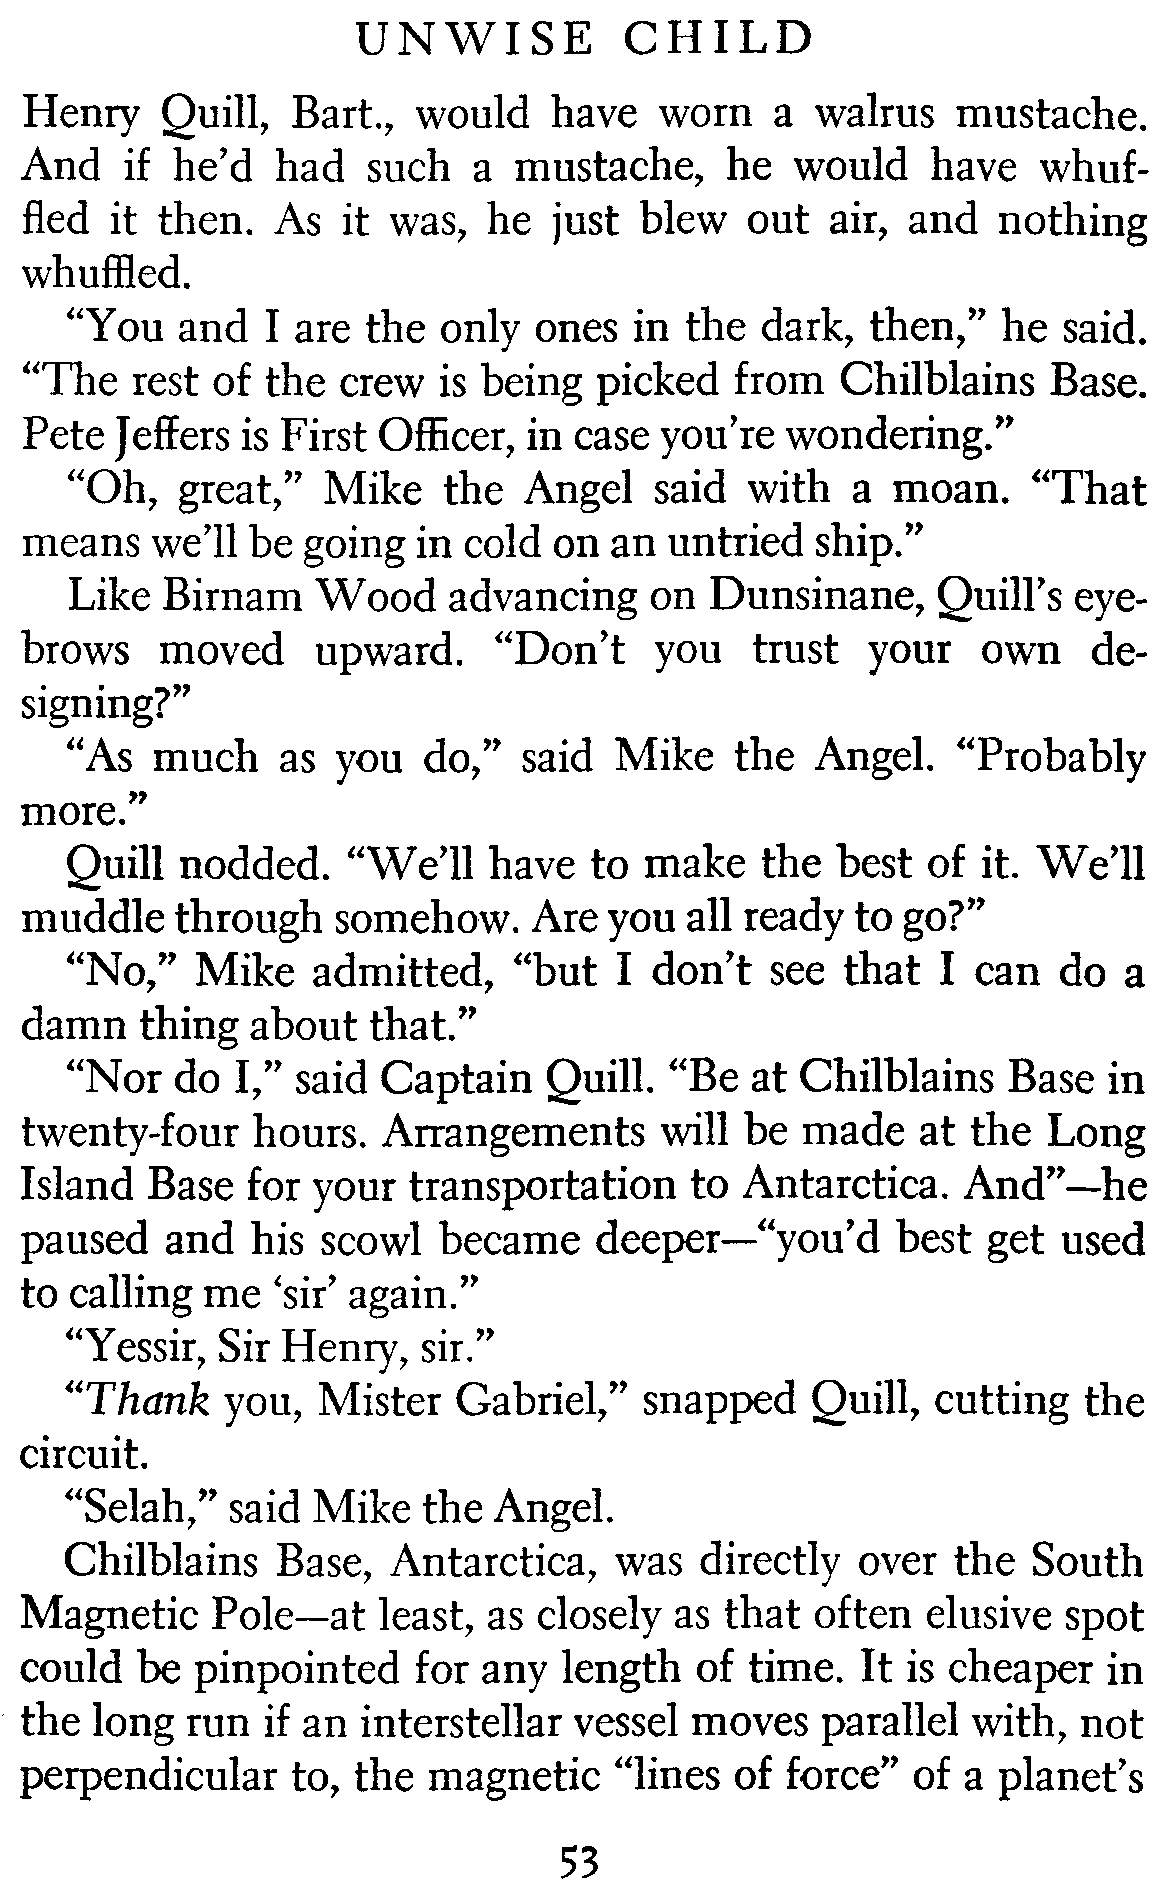 UNWISE CHILD
Henry Quill, Bart., would have worn a walrus mustache.
And if he’d had such a mustache, he would have whuf-
fled it then. As it was, he just blew out air, and nothing
whuffled.
“You and I are the only ones in the dark, then,” he said.
“The rest of the crew is being picked from Chilblains Base.
Pete Jeffers is First Officer, in case you’re wondering.”
“Oh, great,” Mike the Angel said with a moan. “That
means we’ll be going in cold on an untried ship.”
Like Birnam Wood advancing on Dunsinane, Quill’s eye-
brows moved upward. “Don’t you trust your own de-
signing?”
“As much as you do,” said Mike the Angel. “Probably
more.”
Quill nodded. “We’ll have to make the best of it. We’ll
muddle through somehow. Are you all ready to go?”
“No,” Mike admitted, “but I don’t see that I can do a
damn thing about that.”
“Nor do I,” said Captain Quill. “Be at Chilblains Base in
twenty-four hours. Arrangements will be made at the Long
Island Base for your transportation to Antarctica. And”—he
paused and his scowl became deeper—“you’d best get used
to calling me ‘sir’ again.”
“Yessir, Sir Henry, sir.”
“Thank you, Mister Gabriel,” snapped Quill, cutting the
circuit.
“Selah,” said Mike the Angel.
Chilblains Base, Antarctica, was directly over the South
Magnetic Pole—at least, as closely as that often elusive spot
could be pinpointed for any length of time. It is cheaper in
the long run if an interstellar vessel moves parallel with, not
perpendicular to, the magnetic “lines of force” of a planet’s
53